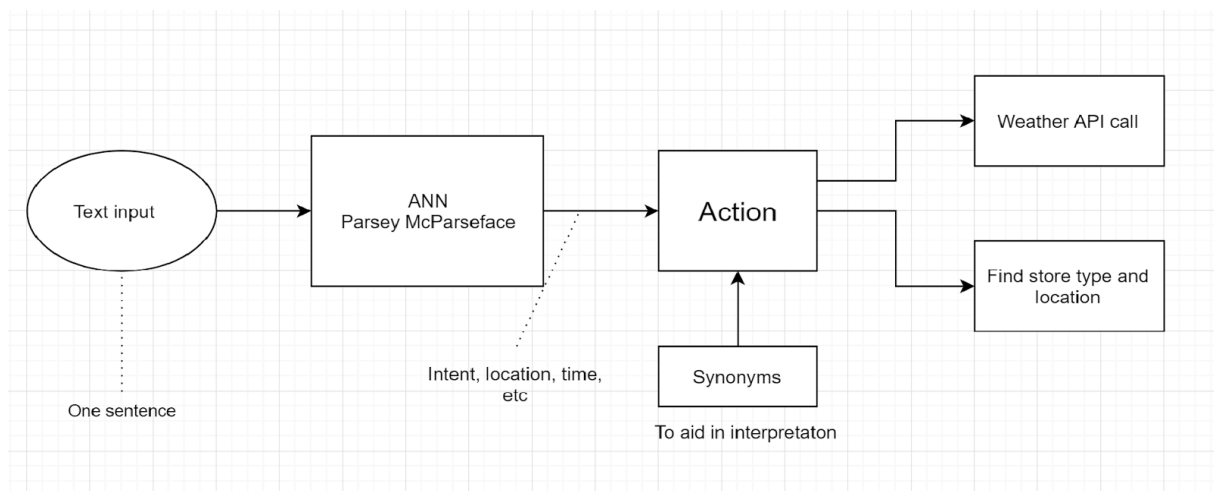 Text input
One sentence
ANN
Parsey McParseface
Intent, location, time,
etc
Action
Synonyms
To aid in interpretaton
Weather API call
Find store type and
location